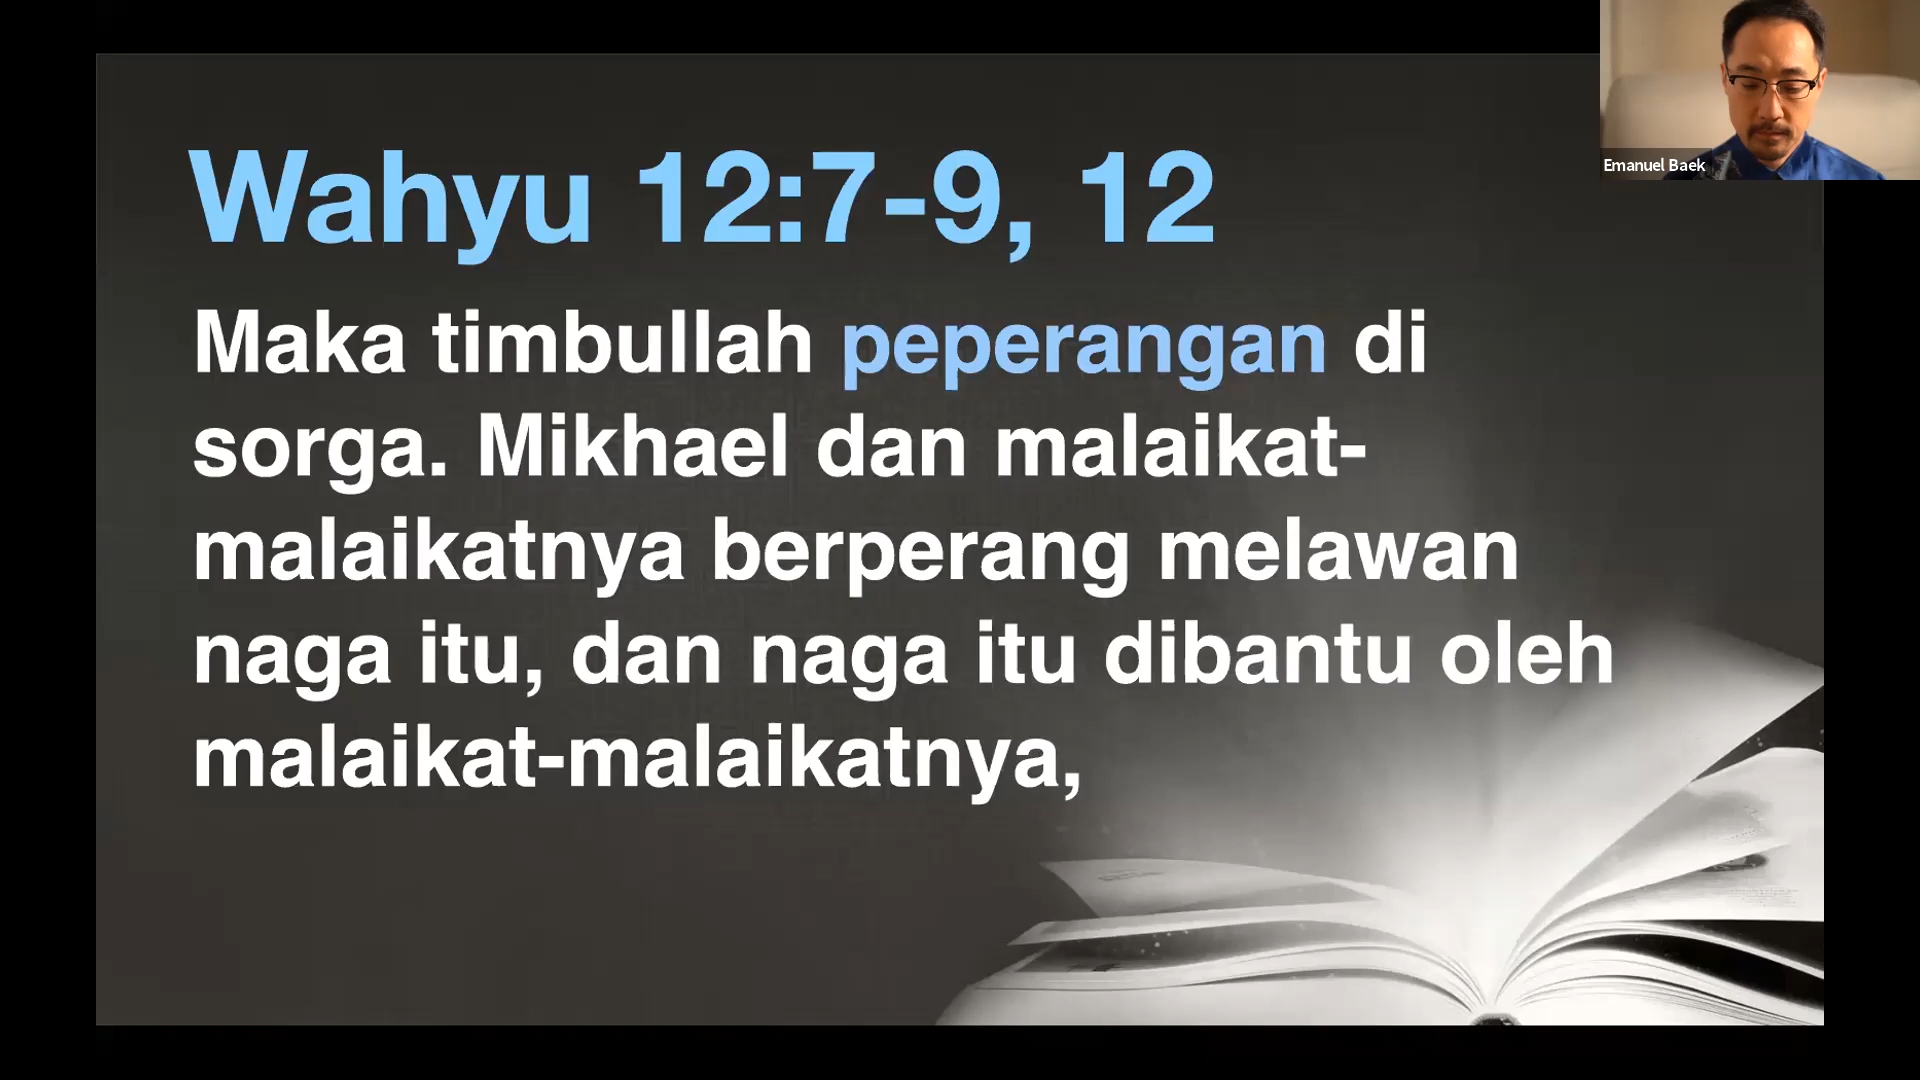 Wahyu 12:7-9, 12
Maka timbullah peperangan di
sorga. Mikhael dan malaikat-
malaikatnya berperang melawan
naga itu, dan naga itu dibantu oleh
malaikat-malaikatnya,
Emanuel Baek